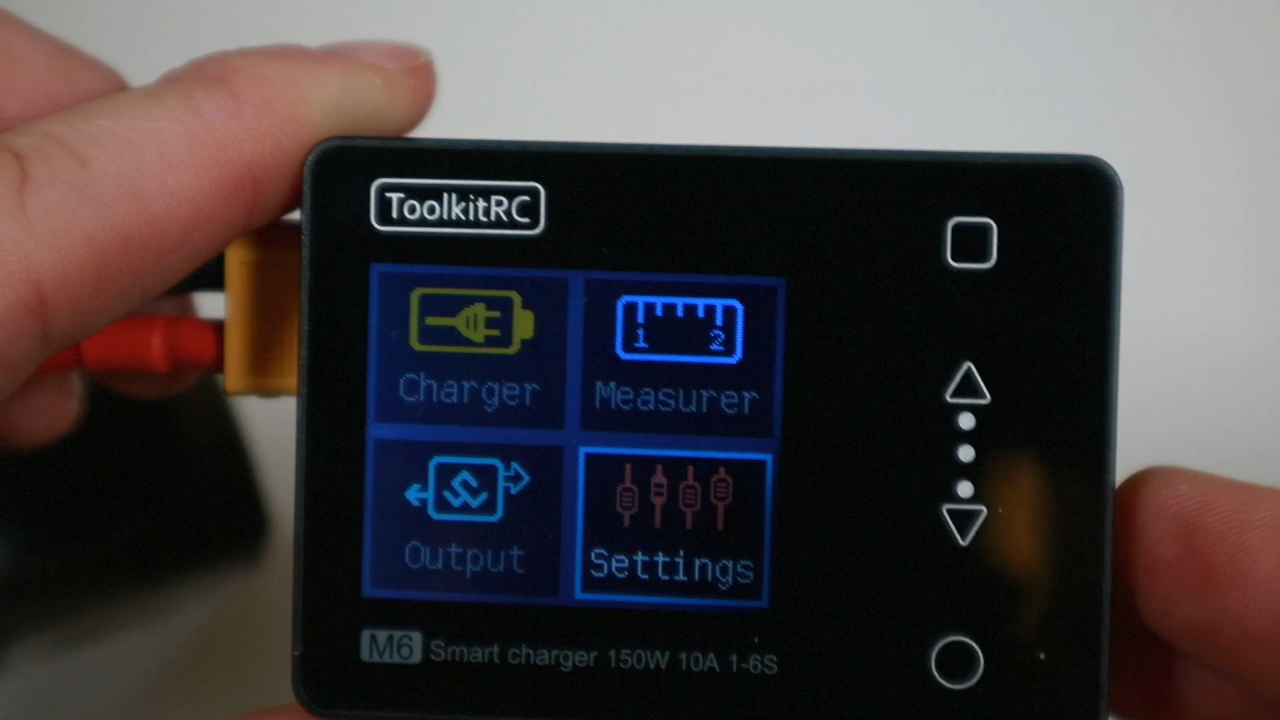 ToolkitRC
Charger
Measurer
1 2
Output
Settings
M6 Smart charger 150W 10A 1-6S